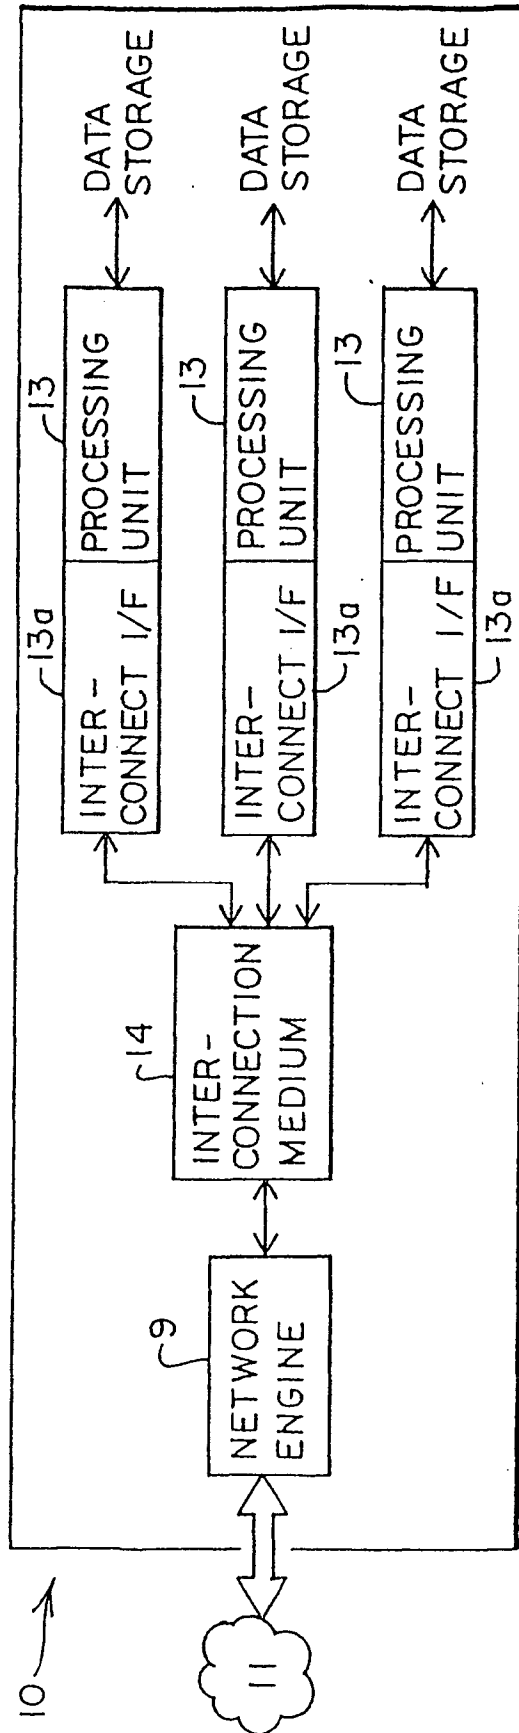 10
11
9
NETWORK
ENGINE
14
INTER-
CONNECTION
MEDIUM
13a
INTER-
CONNECT I/F
13
PROCESSING
UNIT
DATA
STORAGE
INTER-
CONNECT I/F
13a
13
PROCESSING
UNIT
DATA
STORAGE
INTER-
CONNECT I/F
13a
13
PROCESSING
UNIT
DATA
STORAGE